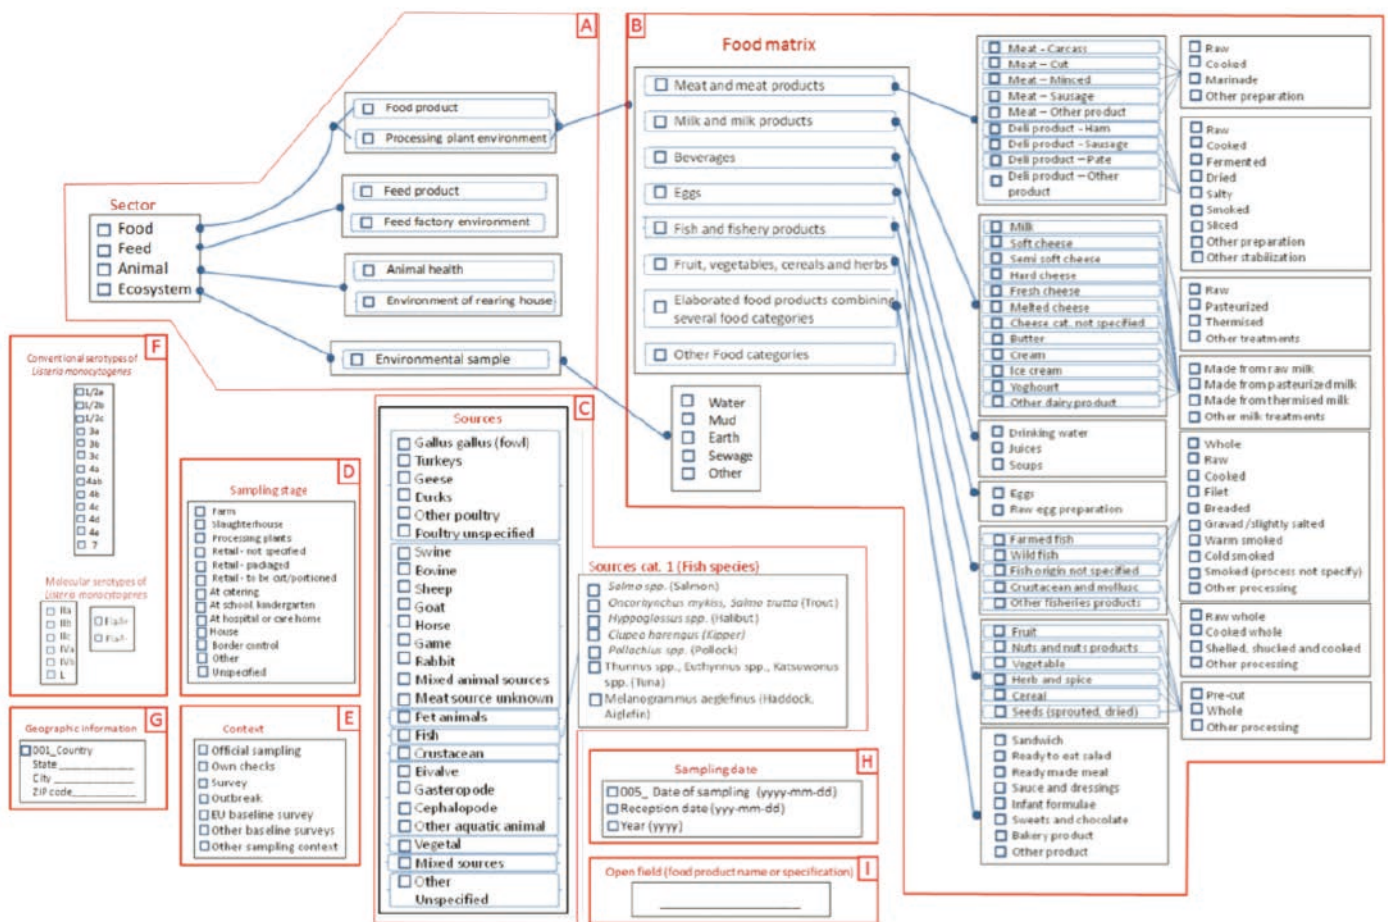 A
Sector
Food
Feed
Animal
Ecosystem
Food product
Processing plant environment
Feed product
Feed factory environment
Animal health
Environment of rearing house
Environmental sample
B
Food matrix
Meat and meat products
Milk and milk products
Beverages
Eggs
Fish and fishery products
Fruit, vegetables, cereals and herbs
Elaborated food products combining
several food categories
Other Food categories
Water
Mud
Earth
Sewage
Other
Meat - Carcass
Meat – Cut
Meat – Minced
Meat – Sausage
Meat – Other product
Deli product - Ham
Deli product - Sausage
Deli product – Pate
Deli product – Other
product
Milk
Soft cheese
Semi soft cheese
Hard cheese
Fresh cheese
Melted cheese
Cheese cat. not specified
Butter
Cream
Ice cream
Yoghourt
Other dairy product
Drinking water
Juices
Soups
Eggs
Raw egg preparation
Farmed fish
Wild fish
Fish origin not specified
Crustacean and mollusc
Other fisheries products
Fruit
Nuts and nuts products
Vegetable
Herb and spice
Cereal
Seeds (sprouted, dried)
Sandwich
Ready to eat salad
Ready made meal
Sauce and dressings
Infant formulae
Sweets and chocolate
Bakery product
Other product
Raw
Cooked
Marinade
Other preparation
Raw
Cooked
Fermented
Dried
Salty
Smoked
Sliced
Other preparation
Other stabilization
Raw
Pasteurized
Thermised
Other treatments
Made from raw milk
Made from pasteurized milk
Made from thermised milk
Other milk treatments
Whole
Raw
Cooked
Filet
Breaded
Gravad /slightly salted
Warm smoked
Cold smoked
Smoked (process not specify)
Other processing
Raw whole
Cooked whole
Shelled, shucked and cooked
Other processing
Pre-cut
Whole
Other processing
C
Sources
Gallus gallus (fowl)
Turkeys
Geese
Ducks
Other poultry
Poultry unspecified
Swine
Bovine
Sheep
Goat
Horse
Game
Rabbit
Mixed animal sources
Meat source unknown
Pet animals
Fish
Crustacean
Bivalve
Gasteropode
Cephalopode
Other aquatic animal
Vegetal
Mixed sources
Other
Unspecified
Sources cat. 1 (Fish species)
Salmo spp. (Salmon)
Oncorhynchus mykiss, Salmo trutta (Trout)
Hyppoglossus spp. (Halibut)
Clupea harengus (Kipper)
Pollachius spp. (Pollock)
Thunnus spp., Euthynnus spp., Katsuwonus
spp. (Tuna)
Melanogrammus aeglefinus (Haddock,
Aiglefin)
D
Sampling stage
Farm
Slaughterhouse
Processing plants
Retail - not specified
Retail - packaged
Retail - to be cut/portioned
At catering
At school, kindergarten
At hospital or care home
House
Border control
Other
Unspecified
E
Context
Official sampling
Own checks
Survey
Outbreak
EU baseline survey
Other baseline surveys
Other sampling context
F
Conventional serotypes of
Listeria monocytogenes
1/2a
1/2b
1/2c
3a
3b
3c
4a
4ab
4b
4c
4d
4e
7
Molecular serotypes of
Listeria monocytogenes
IIa
IIb
IIc
IVa
IVb
L
G
Geographic information
001_Country
State
City
ZIP code
H
Sampling date
005_ Date of sampling (yyyy-mm-dd)
Reception date (yyy-mm-dd)
Year (yyyy)
I
Open field (food product name or specification)